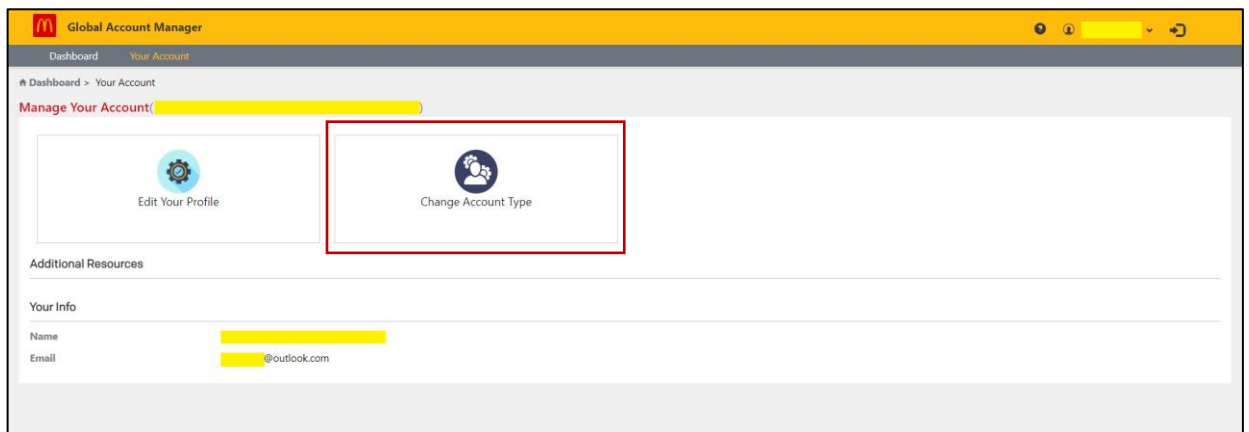 Global Account Manager
Dashboard Your Account
Dashboard > Your Account
Manage Your Account( )
Edit Your Profile
Change Account Type
Additional Resources
Your Info
Name
Email @outlook.com